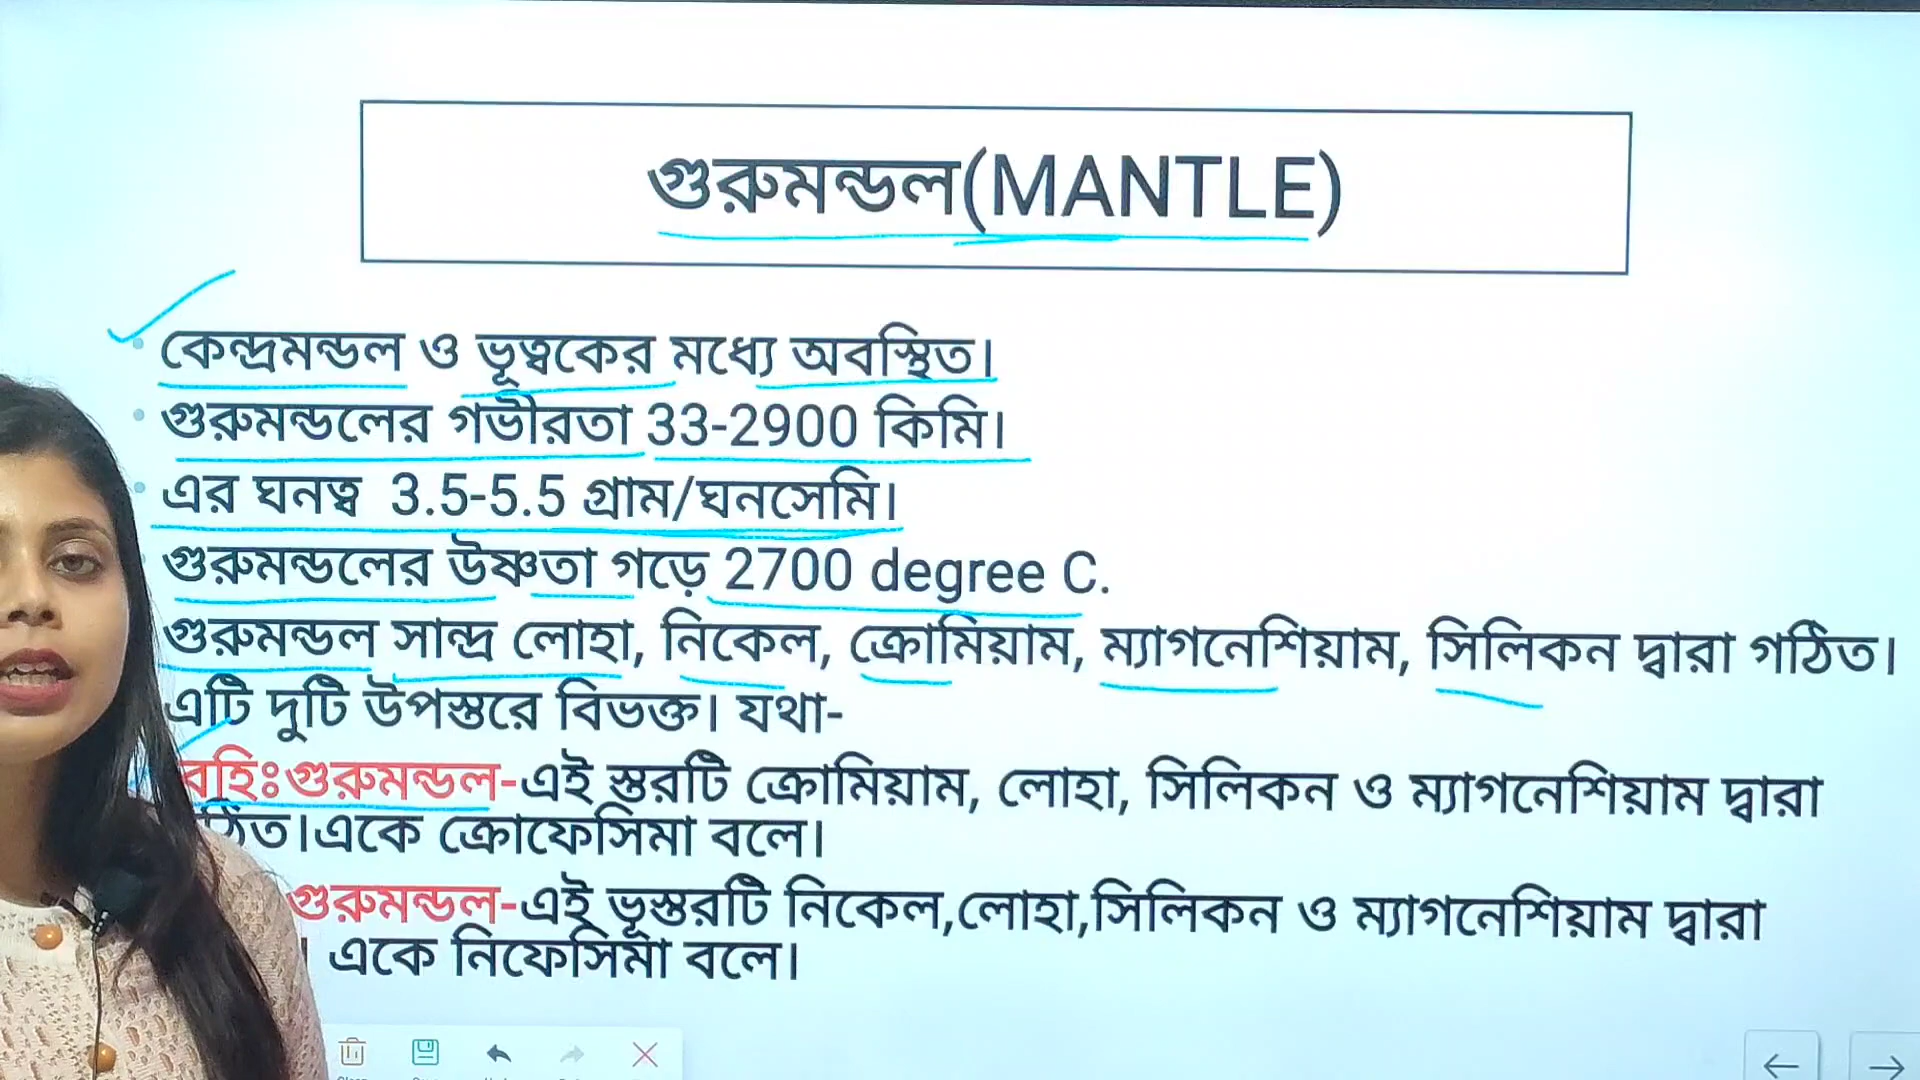 গুরুমন্ডল(MANTLE)
কেন্দ্রমন্ডল ও ভূত্বকের মধ্যে অবস্থিত।
গুরুমন্ডলের গভীরতা 33-2900 কিমি।
এর ঘনত্ব 3.5-5.5 গ্রাম/ঘনসেমি।
গুরুমন্ডলের উষ্ণতা গড়ে 2700 degree C.
গুরুমন্ডল সান্দ্র লোহা, নিকেল, ক্রোমিয়াম, ম্যাগনেশিয়াম, সিলিকন দ্বারা গঠিত।
এটি দুটি উপস্তরে বিভক্ত। যথা-
বহিঃগুরুমন্ডল-এই স্তরটি ক্রোমিয়াম, লোহা, সিলিকন ও ম্যাগনেশিয়াম দ্বারা
ঠিত।একে ক্রোফেসিমা বলে।
গুরুমন্ডল-এই ভূস্তরটি নিকেল,লোহা,সিলিকন ও ম্যাগনেশিয়াম দ্বারা
। একে নিফেসিমা বলে।